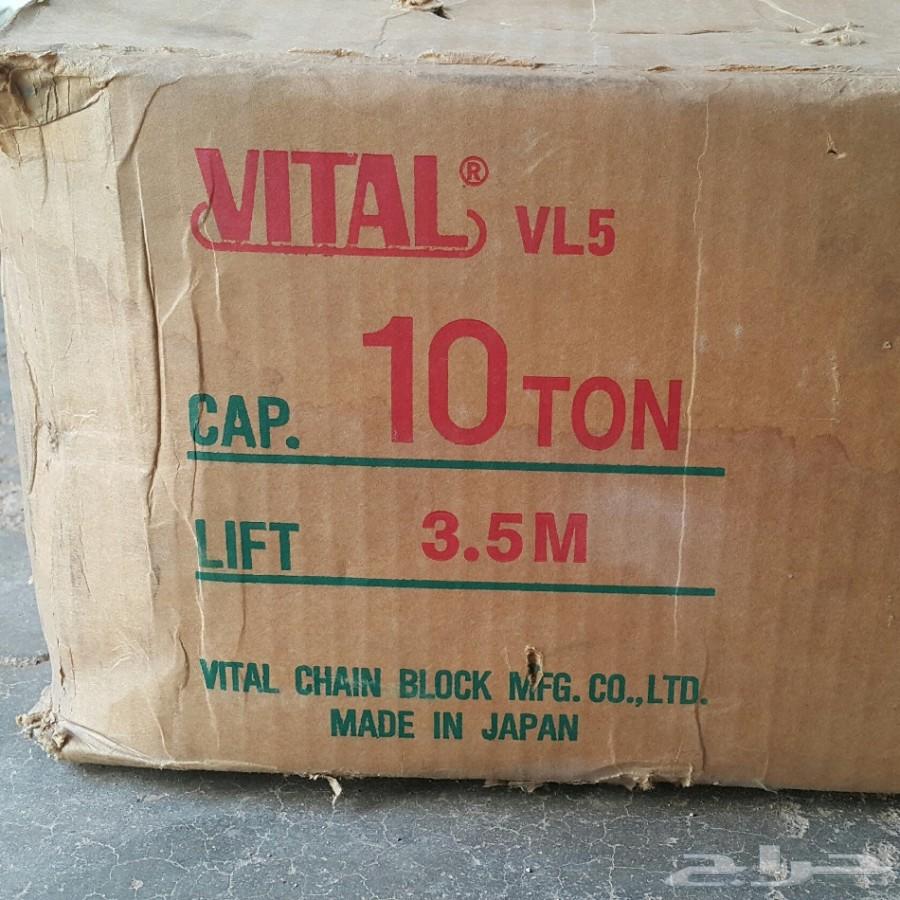 VITAL® VL5
CAP. 10 TON
LIFT 3.5M
VITAL CHAIN BLOCK MFG. CO., LTD.
MADE IN JAPAN
حراج